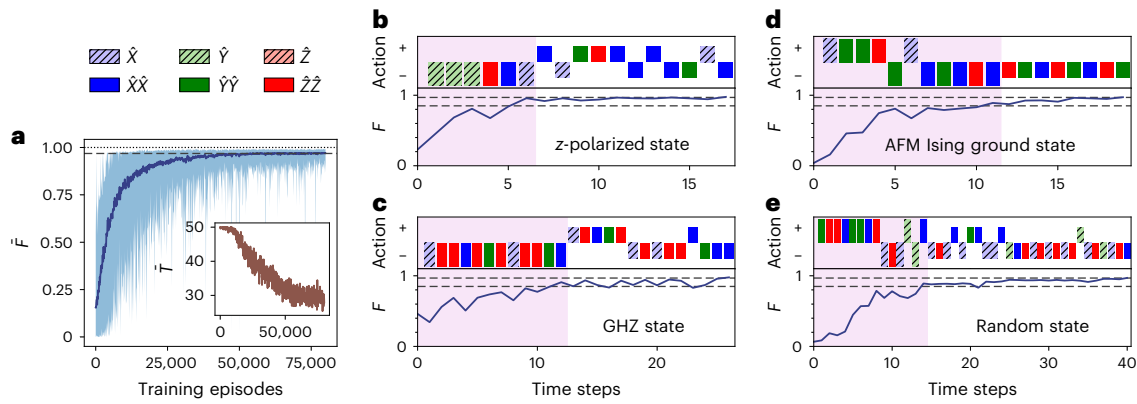 X̂
Ŷ
Ẑ
X̂X̂
ŶŶ
ẐẐ
a
1.00
0.75
0.50
0.25
0
F̄
0
25,000
50,000
75,000
Training episodes
50
40
30
T̄
0
50,000
b
Action
+
−
1
0
F
z-polarized state
0
5
10
15
c
Action
+
−
1
0
F
GHZ state
0
10
20
Time steps
d
Action
+
−
1
0
F
AFM Ising ground state
0
5
10
15
e
Action
+
−
1
0
F
Random state
0
10
20
30
40
Time steps